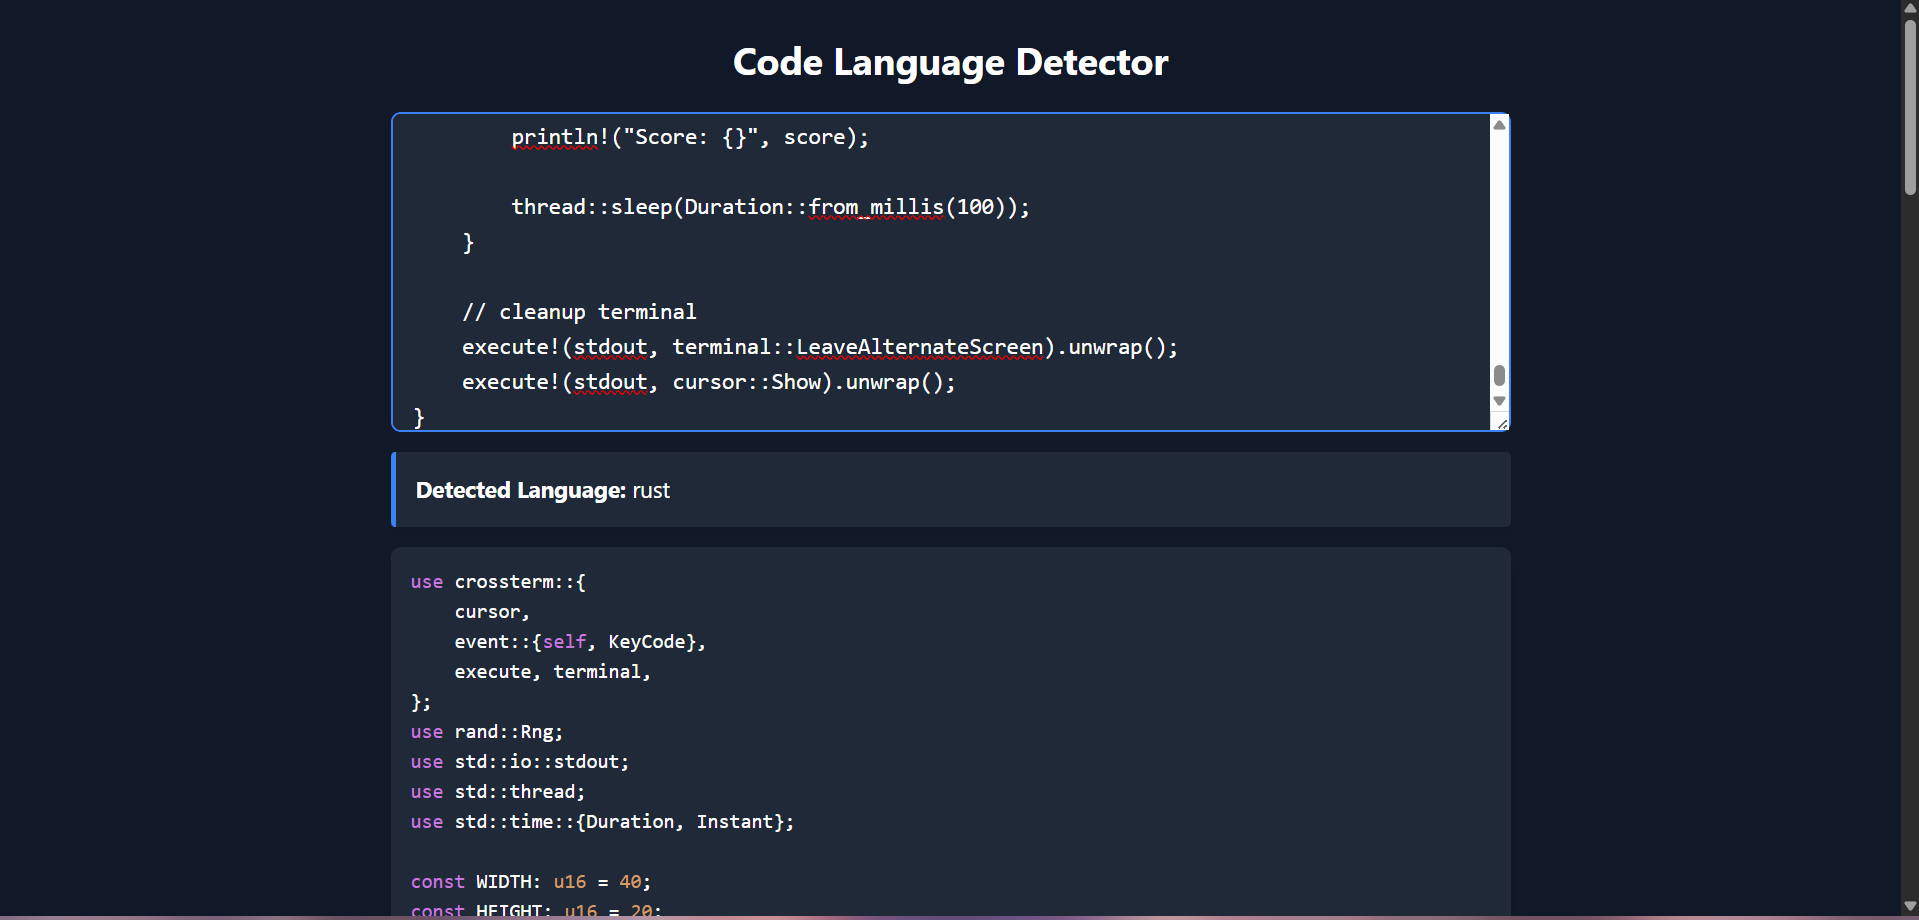 Code Language Detector
        println!("Score: {}", score);
        thread::sleep(Duration::from_millis(100));
    }
    // cleanup terminal
    execute!(stdout, terminal::LeaveAlternateScreen).unwrap();
    execute!(stdout, cursor::Show).unwrap();
}
Detected Language: rust
use crossterm::{
    cursor,
    event::{self, KeyCode},
    execute, terminal,
};
use rand::Rng;
use std::io::stdout;
use std::thread;
use std::time::{Duration, Instant};
const WIDTH: u16 = 40;
const HEIGHT: u16 = 20;